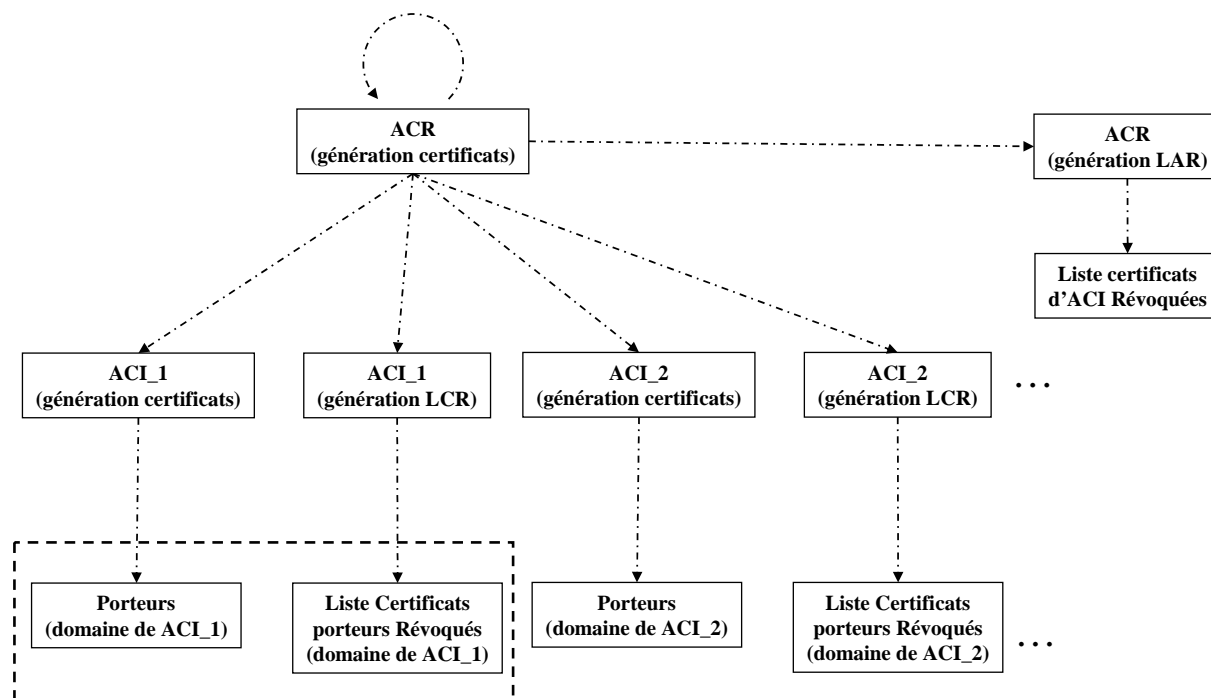 ACR
(génération certificats)
ACR
(génération LAR)
Liste certificats
d’ACI Révoquées
ACI_1
(génération certificats)
ACI_1
(génération LCR)
ACI_2
(génération certificats)
ACI_2
(génération LCR)
...
Porteurs
(domaine de ACI_1)
Liste Certificats
porteurs Révoqués
(domaine de ACI_1)
Porteurs
(domaine de ACI_2)
Liste Certificats
porteurs Révoqués
(domaine de ACI_2)
...